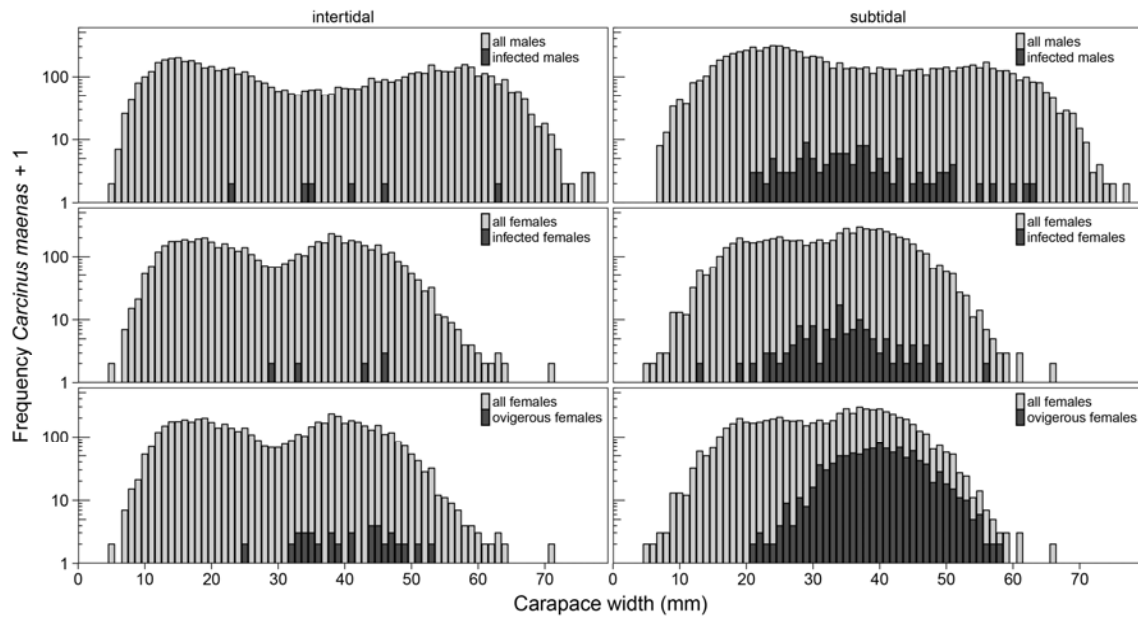 intertidal
subtidal
all males
infected males
all males
infected males
100
10
1
all females
infected females
all females
infected females
100
10
1
all females
ovigerous females
all females
ovigerous females
100
10
1
Frequency Carcinus maenas + 1
0 10 20 30 40 50 60 70 0 10 20 30 40 50 60 70
Carapace width (mm)